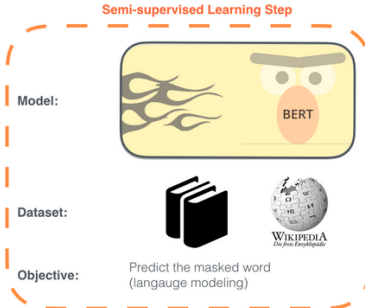 Semi-supervised Learning Step
Model:
BERT
Dataset:
WIKIPEDIA
Die freie Enzyklopädie
Objective:
Predict the masked word
(langauge modeling)